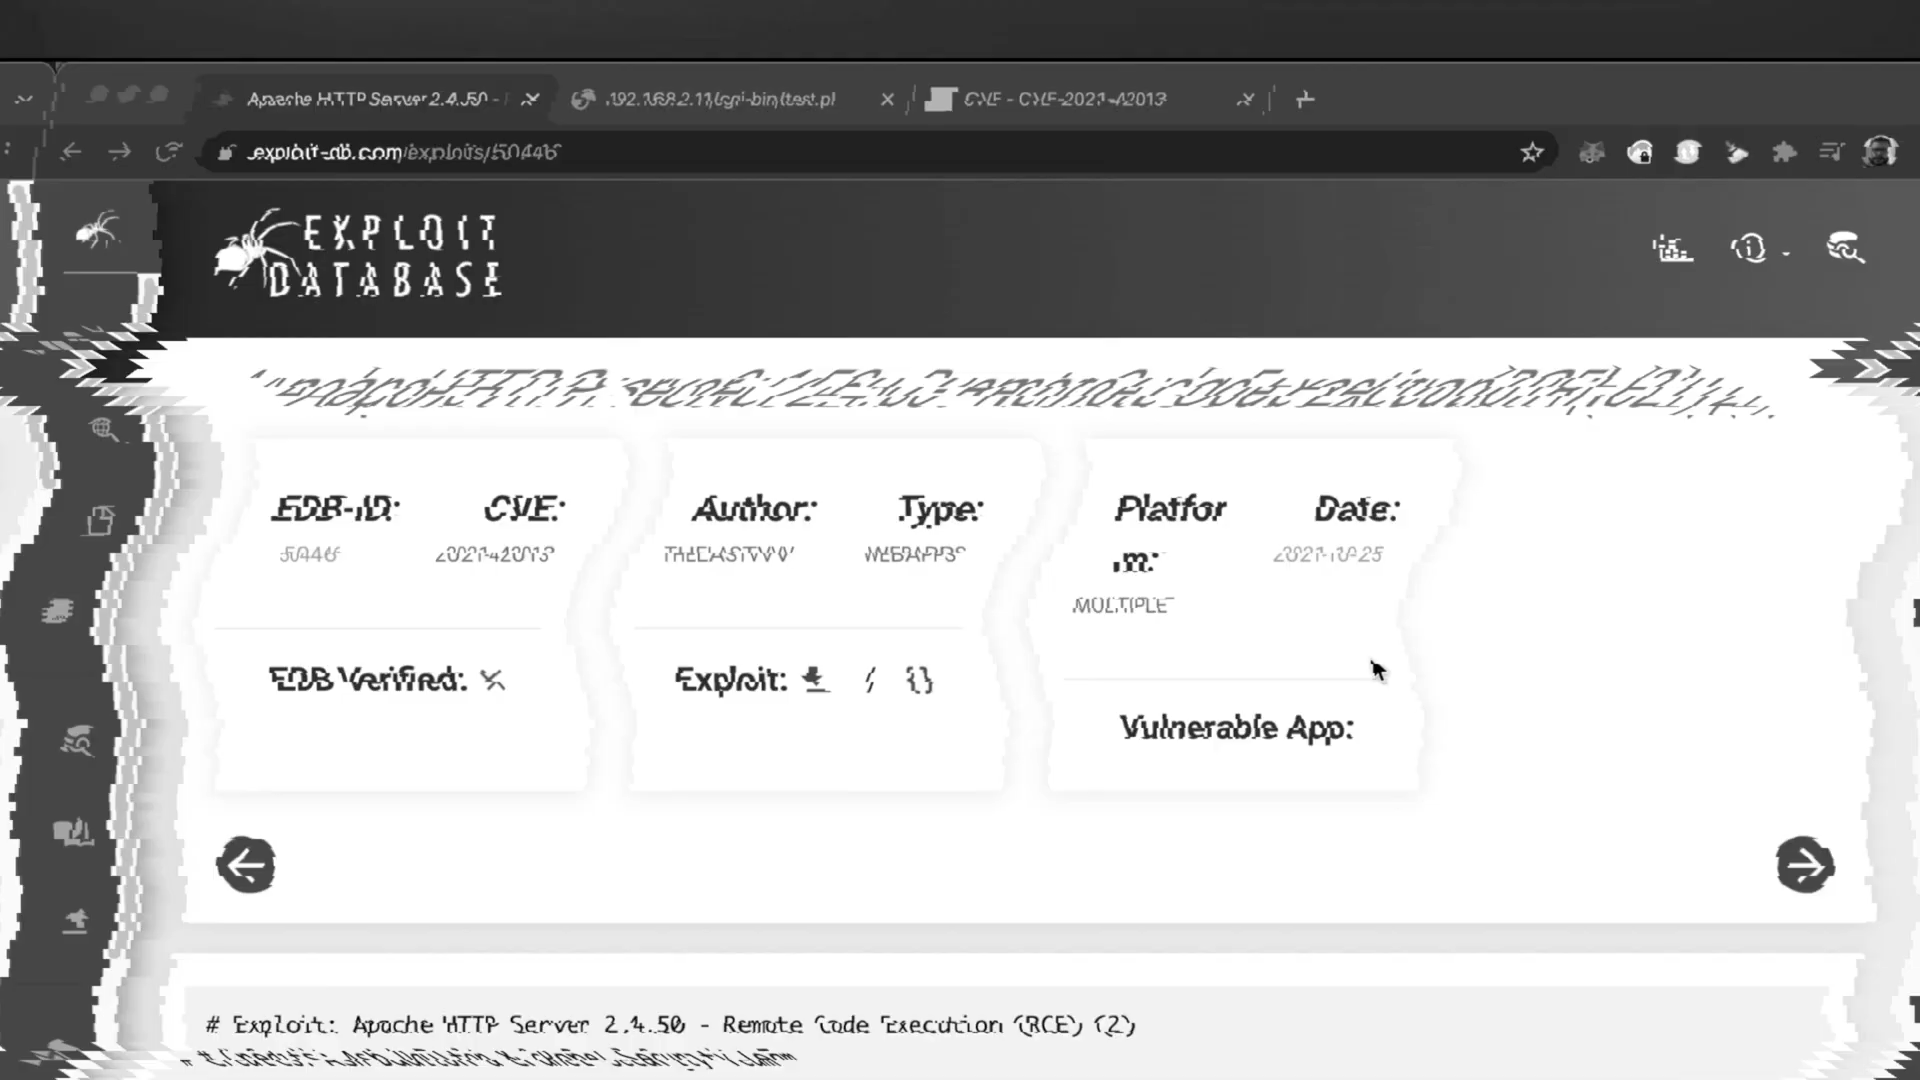 Apache HTTP Server 2.4.50 -
192.168.2.11/cgi-bin/test.pl
CVE - CVE-2021-42013
exploit-db.com/exploits/50446
EXPLOIT
DATABASE
EDB-ID:
50446
CVE:
2021-42013
Author:
THELASTVVV
Type:
WEBAPPS
Platfor
m:
MULTIPLE
Date:
2021-10-25
EDB Verified:
Exploit: / {}
Vulnerable App:
# Exploit: Apache HTTP Server 2.4.50 - Remote Code Execution (RCE) (2)